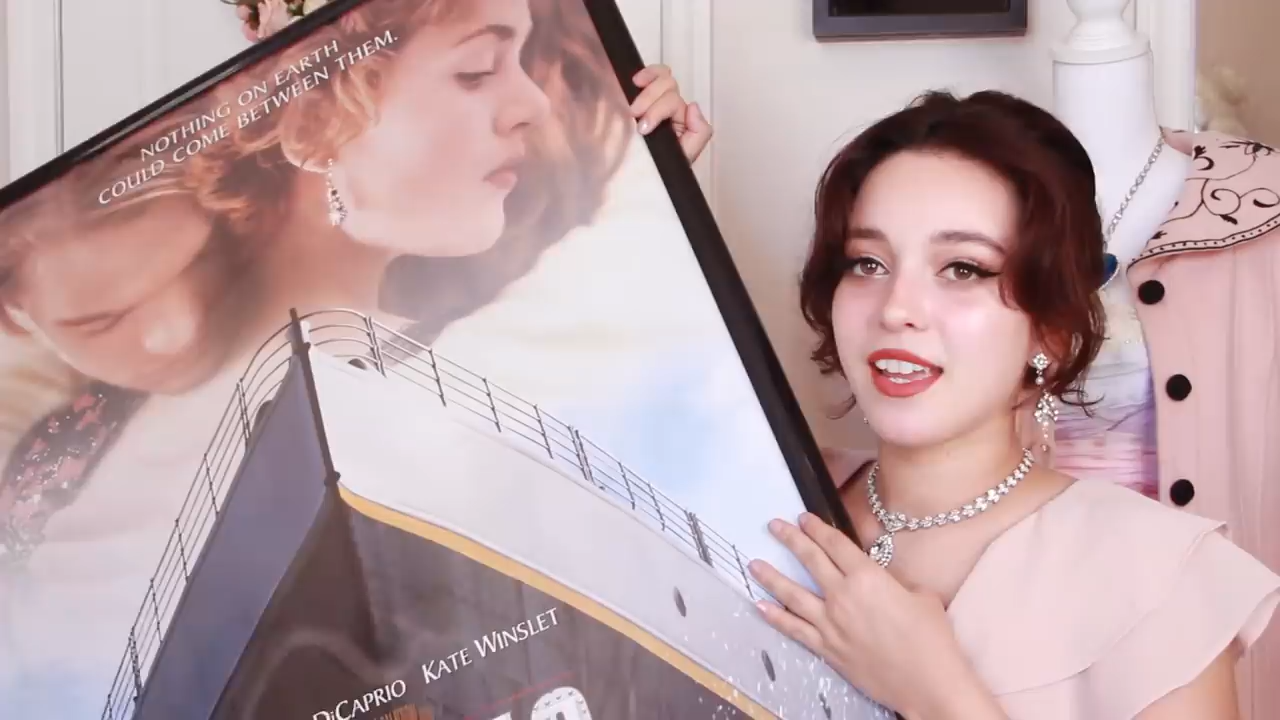 NOTHING ON EARTH
COULD COME BETWEEN THEM.
DICAPRIO KATE WINSLET